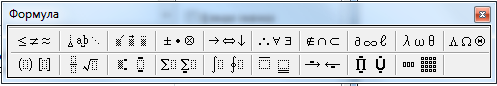 Формула
≤ ≠ ≈ ± • ⊗ → ⇔ ↓ ∴ ∀ ∃ ∉ ∩ ⊂ ∂ ∞ ℓ λ ω θ Λ Ω ⊛